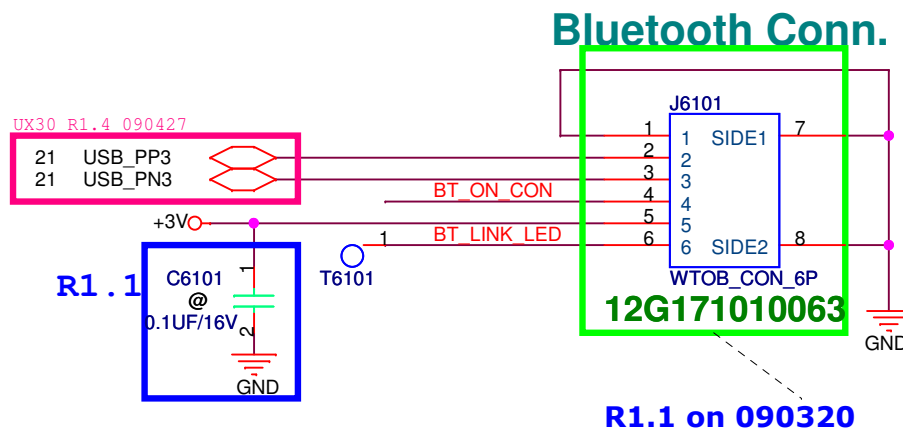 Bluetooth Conn.
J6101
UX30 R1.4 090427
1 1 SIDE1 7
21 USB_PP3 2 2
21 USB_PN3 3 3
BT_ON_CON 4 4
+3V 5 5
1 BT_LINK_LED 6 6 SIDE2 8
T6101
WTOB_CON_6P
12G171010063
R1.1
1
C6101
@
0.1UF/16V
2
GND
GND
R1.1 on 090320